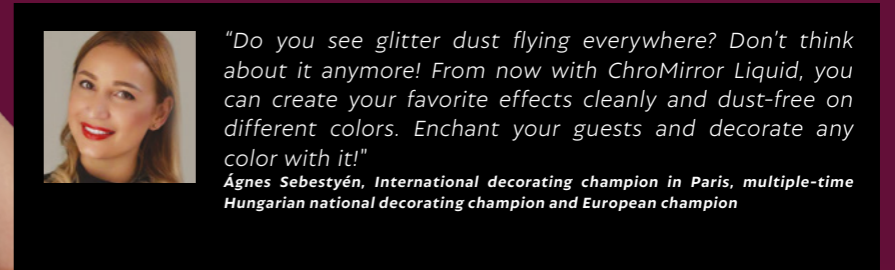 “Do you see glitter dust flying everywhere? Don't think
about it anymore! From now with ChroMirror Liquid, you
can create your favorite effects cleanly and dust-free on
different colors. Enchant your guests and decorate any
color with it!"
Ágnes Sebestyén, International decorating champion in Paris, multiple-time
Hungarian national decorating champion and European champion